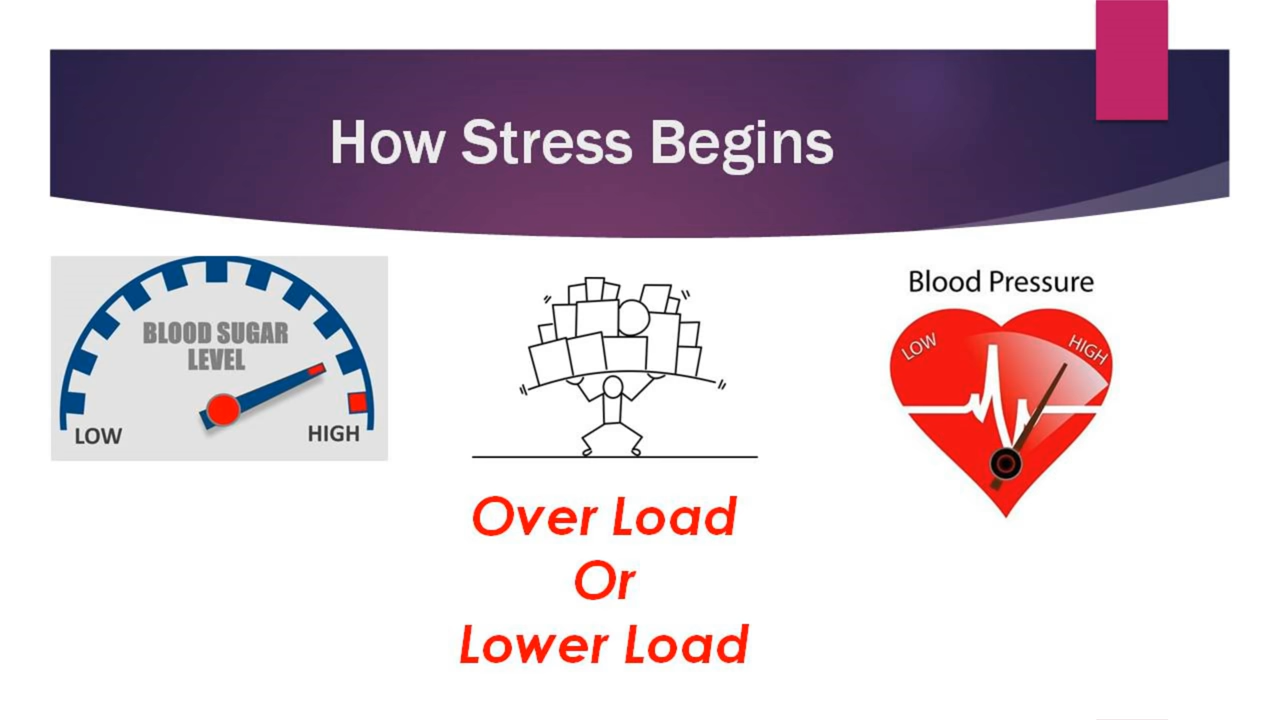 How Stress Begins
BLOOD SUGAR
LEVEL
LOW
HIGH
Over Load
Or
Lower Load
Blood Pressure
LOW
HIGH